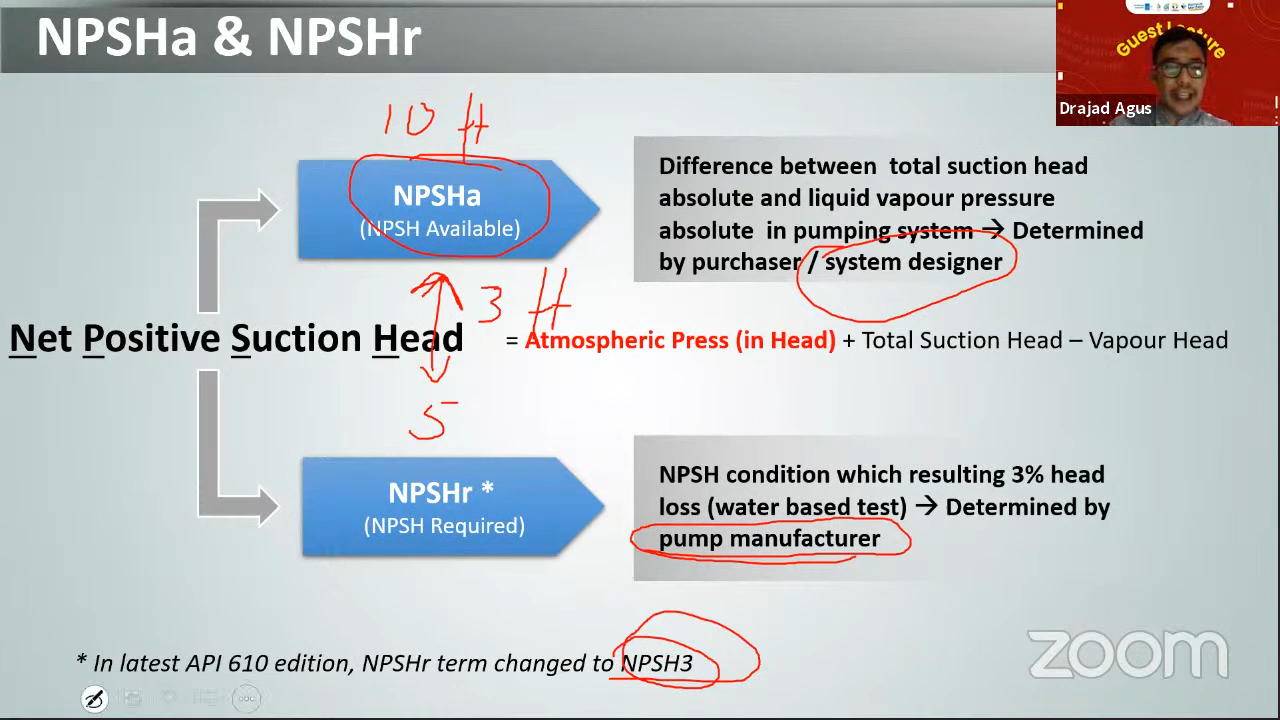 NPSHa & NPSHr
Guest Lecture
Drajad Agus
10 ft
NPSHa
(NPSH Available)
Difference between total suction head
absolute and liquid vapour pressure
absolute in pumping system → Determined
by purchaser / system designer
3 ft
Net Positive Suction Head
= Atmospheric Press (in Head) + Total Suction Head – Vapour Head
5
NPSHr *
(NPSH Required)
NPSH condition which resulting 3% head
loss (water based test) → Determined by
pump manufacturer
* In latest API 610 edition, NPSHr term changed to NPSH3
zoom